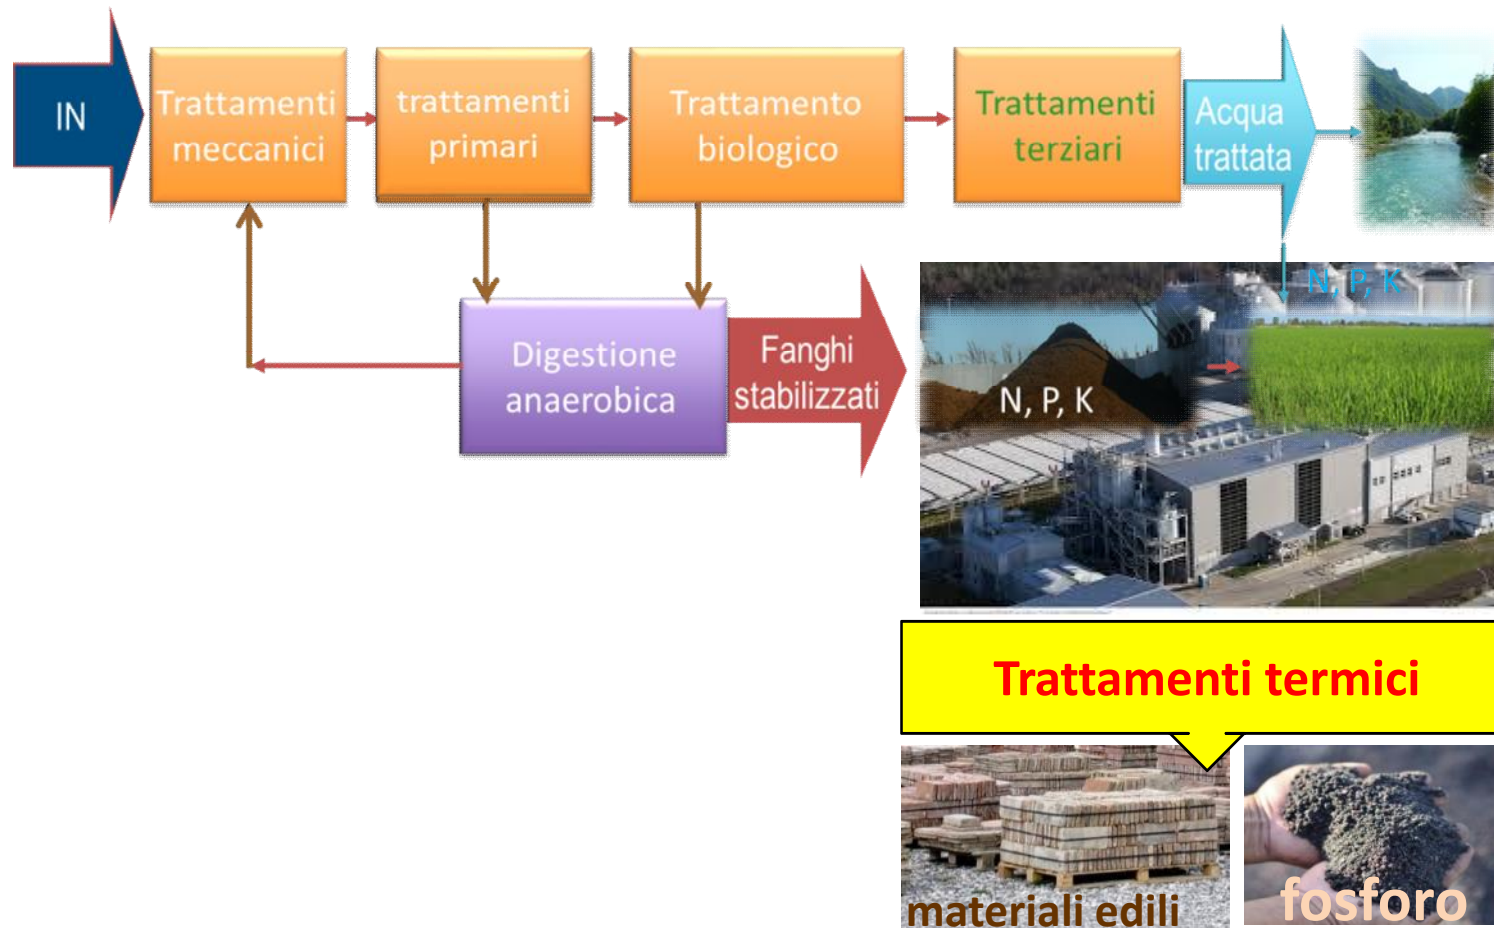 IN
Trattamenti
meccanici
trattamenti
primari
Trattamento
biologico
Trattamenti
terziari
Acqua
trattata
N, P, K
Digestione
anaerobica
Fanghi
stabilizzati
N, P, K
Trattamenti termici
materiali edili
fosforo